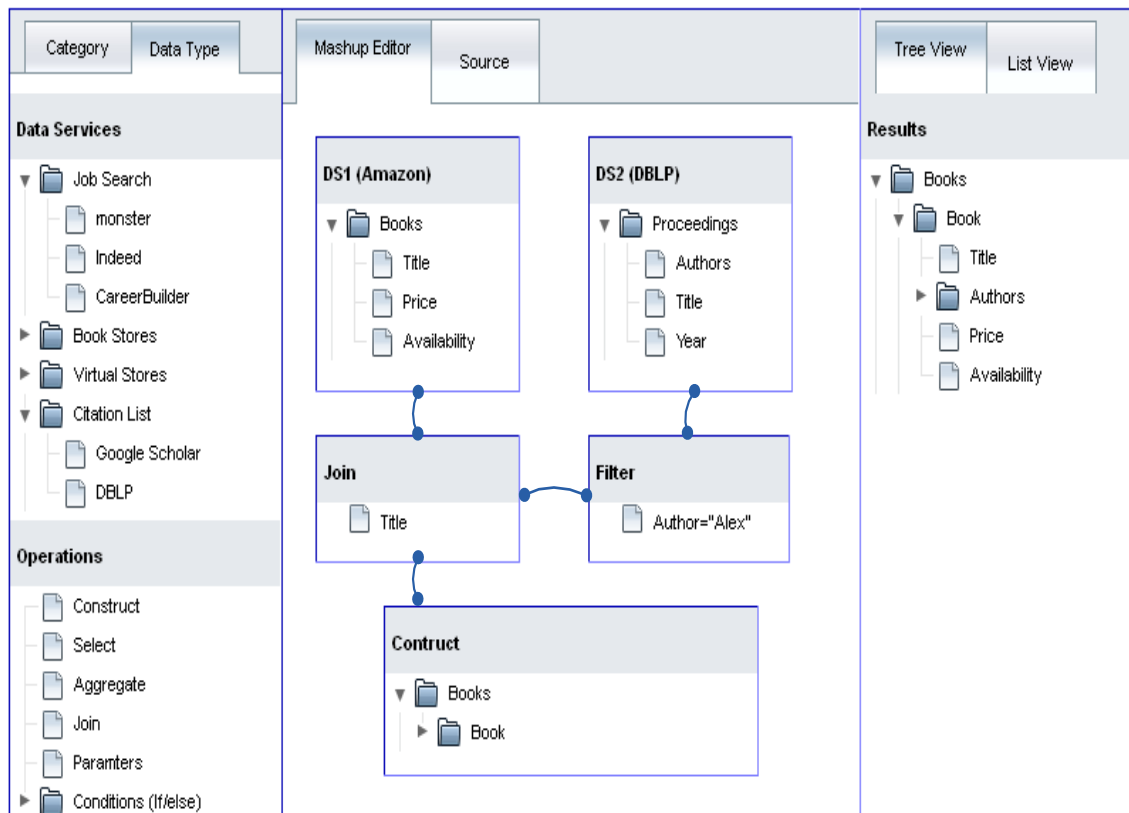 Category
Data Type
Data Services
Job Search
monster
Indeed
CareerBuilder
Book Stores
Virtual Stores
Citation List
Google Scholar
DBLP
Operations
Construct
Select
Aggregate
Join
Paramters
Conditions (If/else)
Mashup Editor
Source
DS1 (Amazon)
Books
Title
Price
Availability
DS2 (DBLP)
Proceedings
Authors
Title
Year
Join
Title
Filter
Author="Alex"
Contruct
Books
Book
Tree View
List View
Results
Books
Book
Title
Authors
Price
Availability